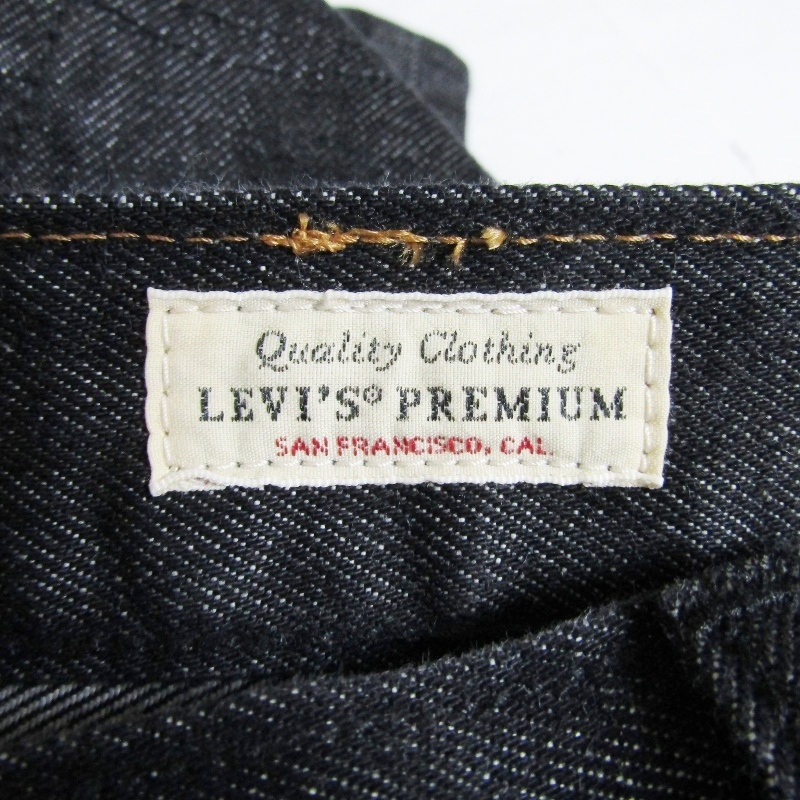 Quality Clothing
LEVI'S® PREMIUM
SAN FRANCISCO, CAL.